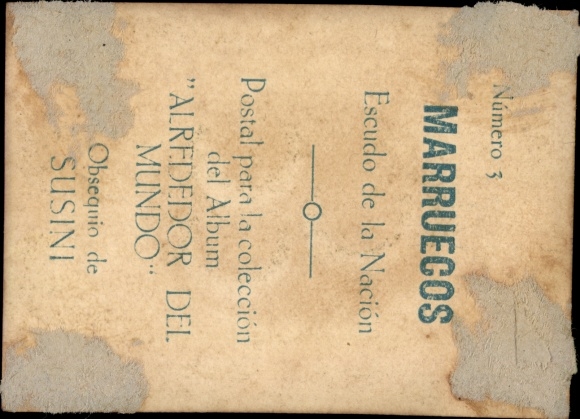 Número 3
MARRUECOS
Escudo de la Nación
Postal para la colección
del Album
"ALREDEDOR DEL
MUNDO"
Obsequio de
SUSINI